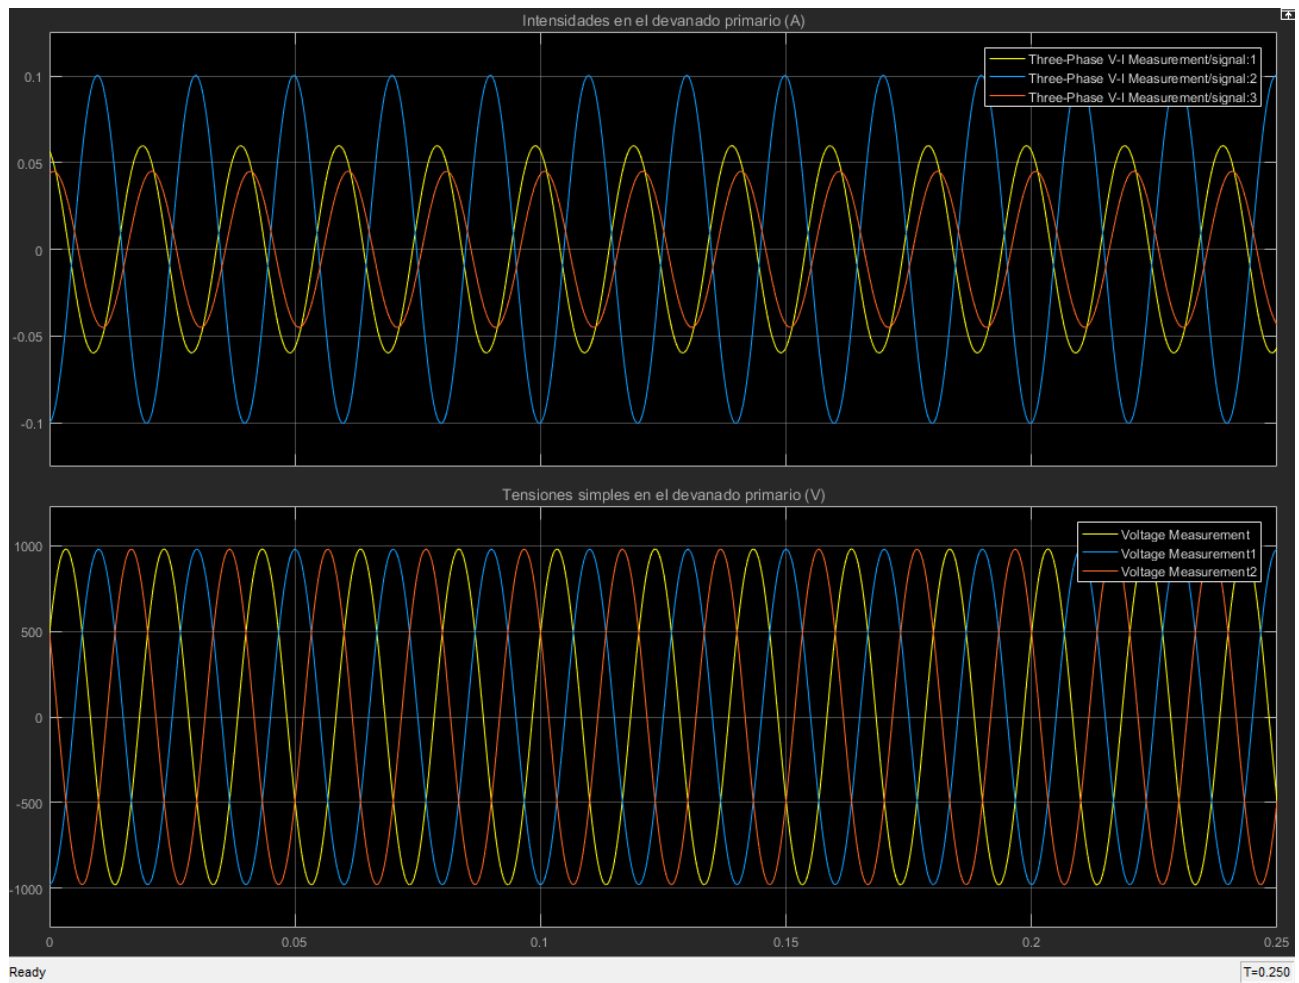 Intensidades en el devanado primario (A)
Three-Phase V-I Measurement/signal:1
Three-Phase V-I Measurement/signal:2
Three-Phase V-I Measurement/signal:3
0.1
0.05
0
-0.05
-0.1
Tensiones simples en el devanado primario (V)
Voltage Measurement
Voltage Measurement1
Voltage Measurement2
1000
500
0
-500
-1000
0 0.05 0.1 0.15 0.2 0.25
Ready T=0.250